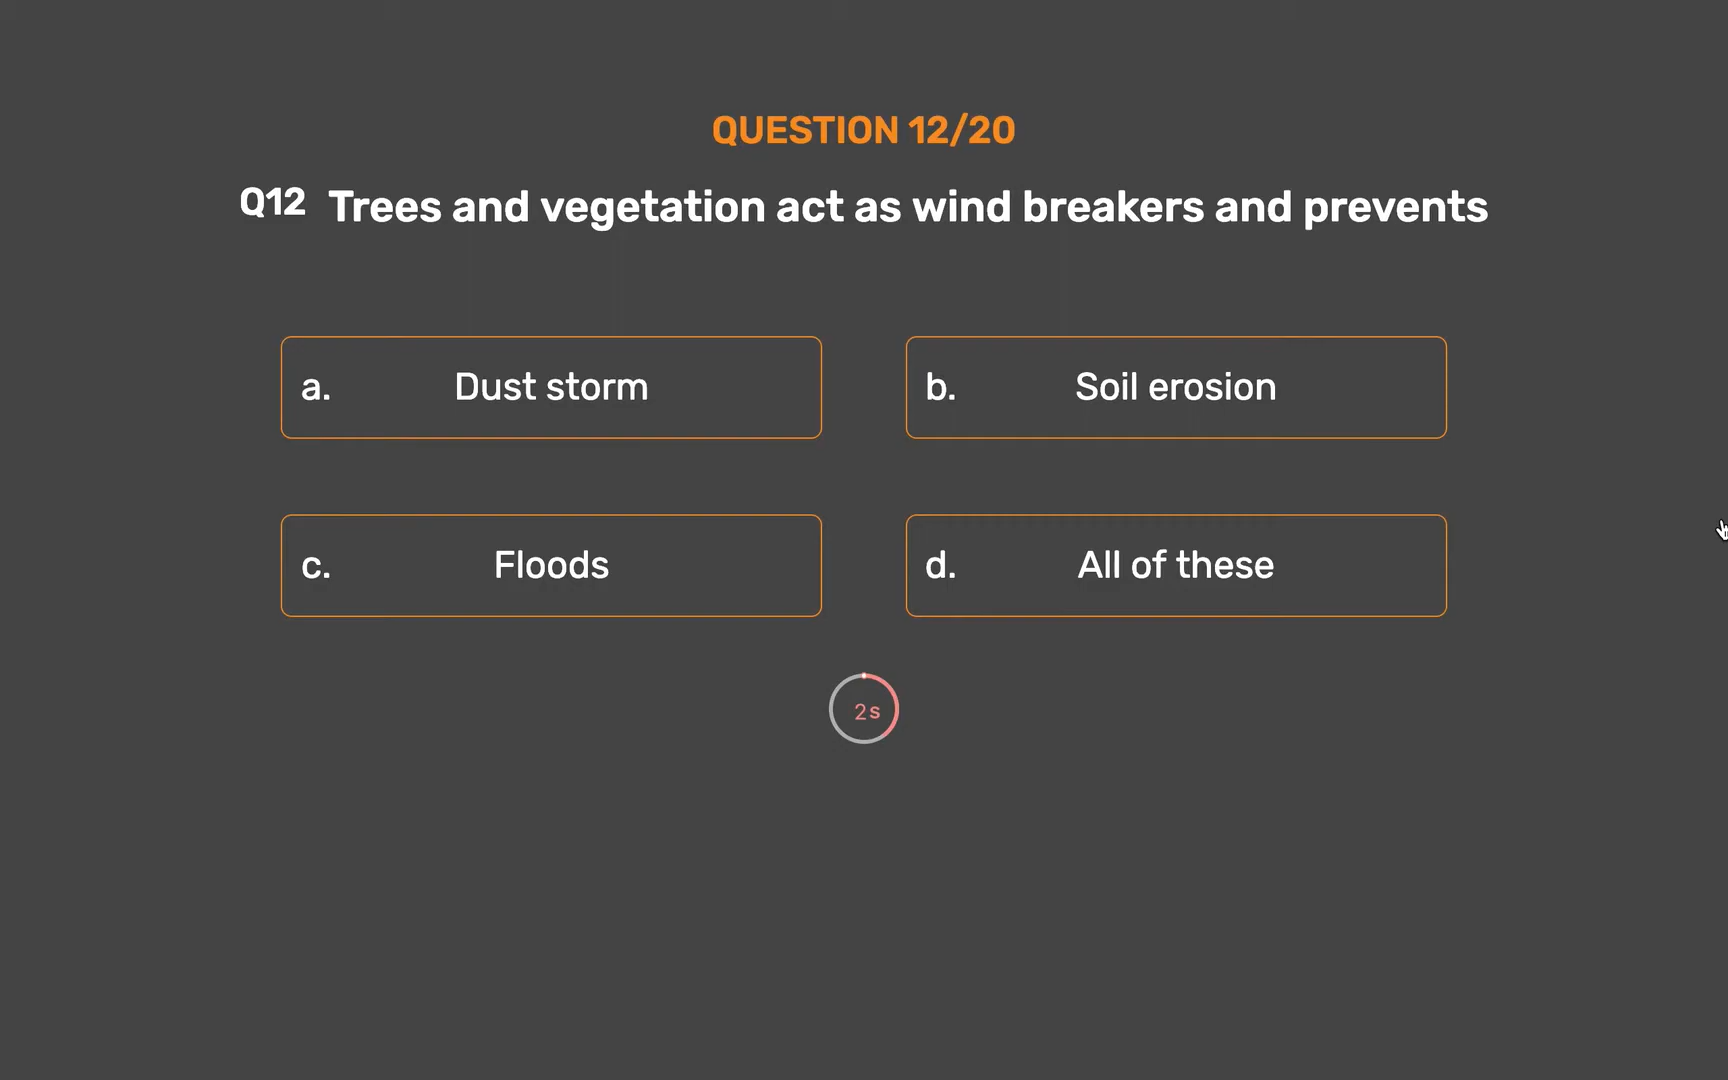 QUESTION 12/20
Q12 Trees and vegetation act as wind breakers and prevents
a. Dust storm
b. Soil erosion
c. Floods
d. All of these
2s